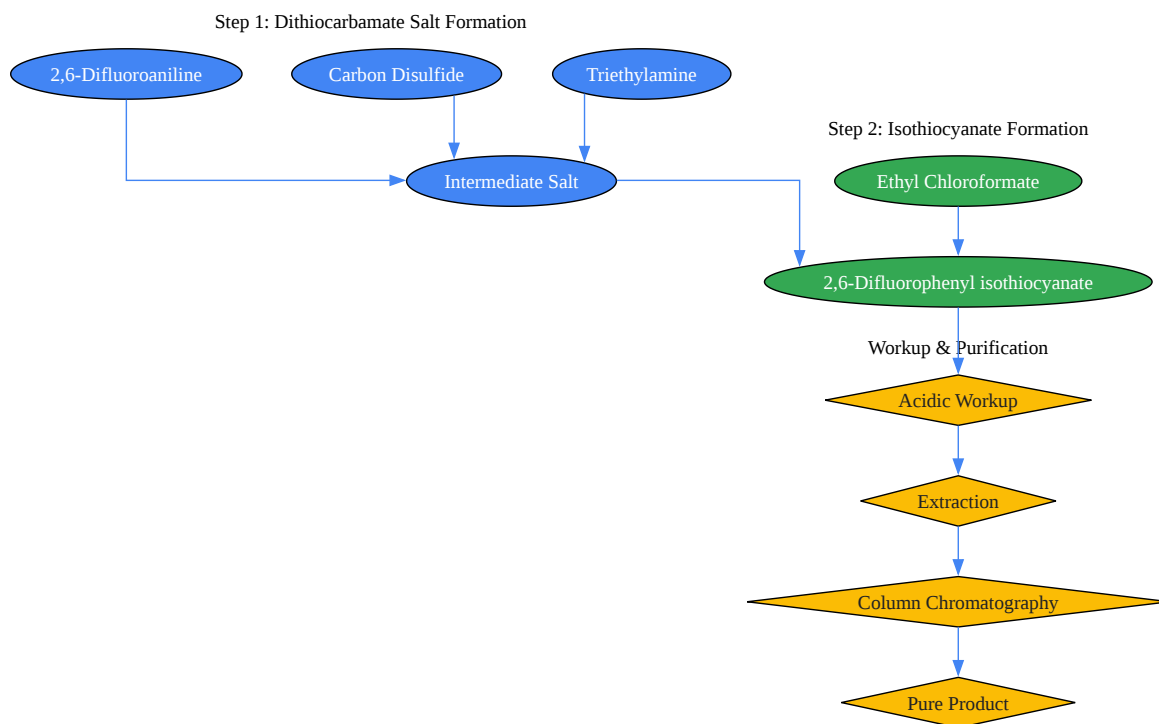 Step 1: Dithiocarbamate Salt Formation
2,6-Difluoroaniline
Carbon Disulfide
Triethylamine
Step 2: Isothiocyanate Formation
Intermediate Salt
Ethyl Chloroformate
2,6-Difluorophenyl isothiocyanate
Workup & Purification
Acidic Workup
Extraction
Column Chromatography
Pure Product